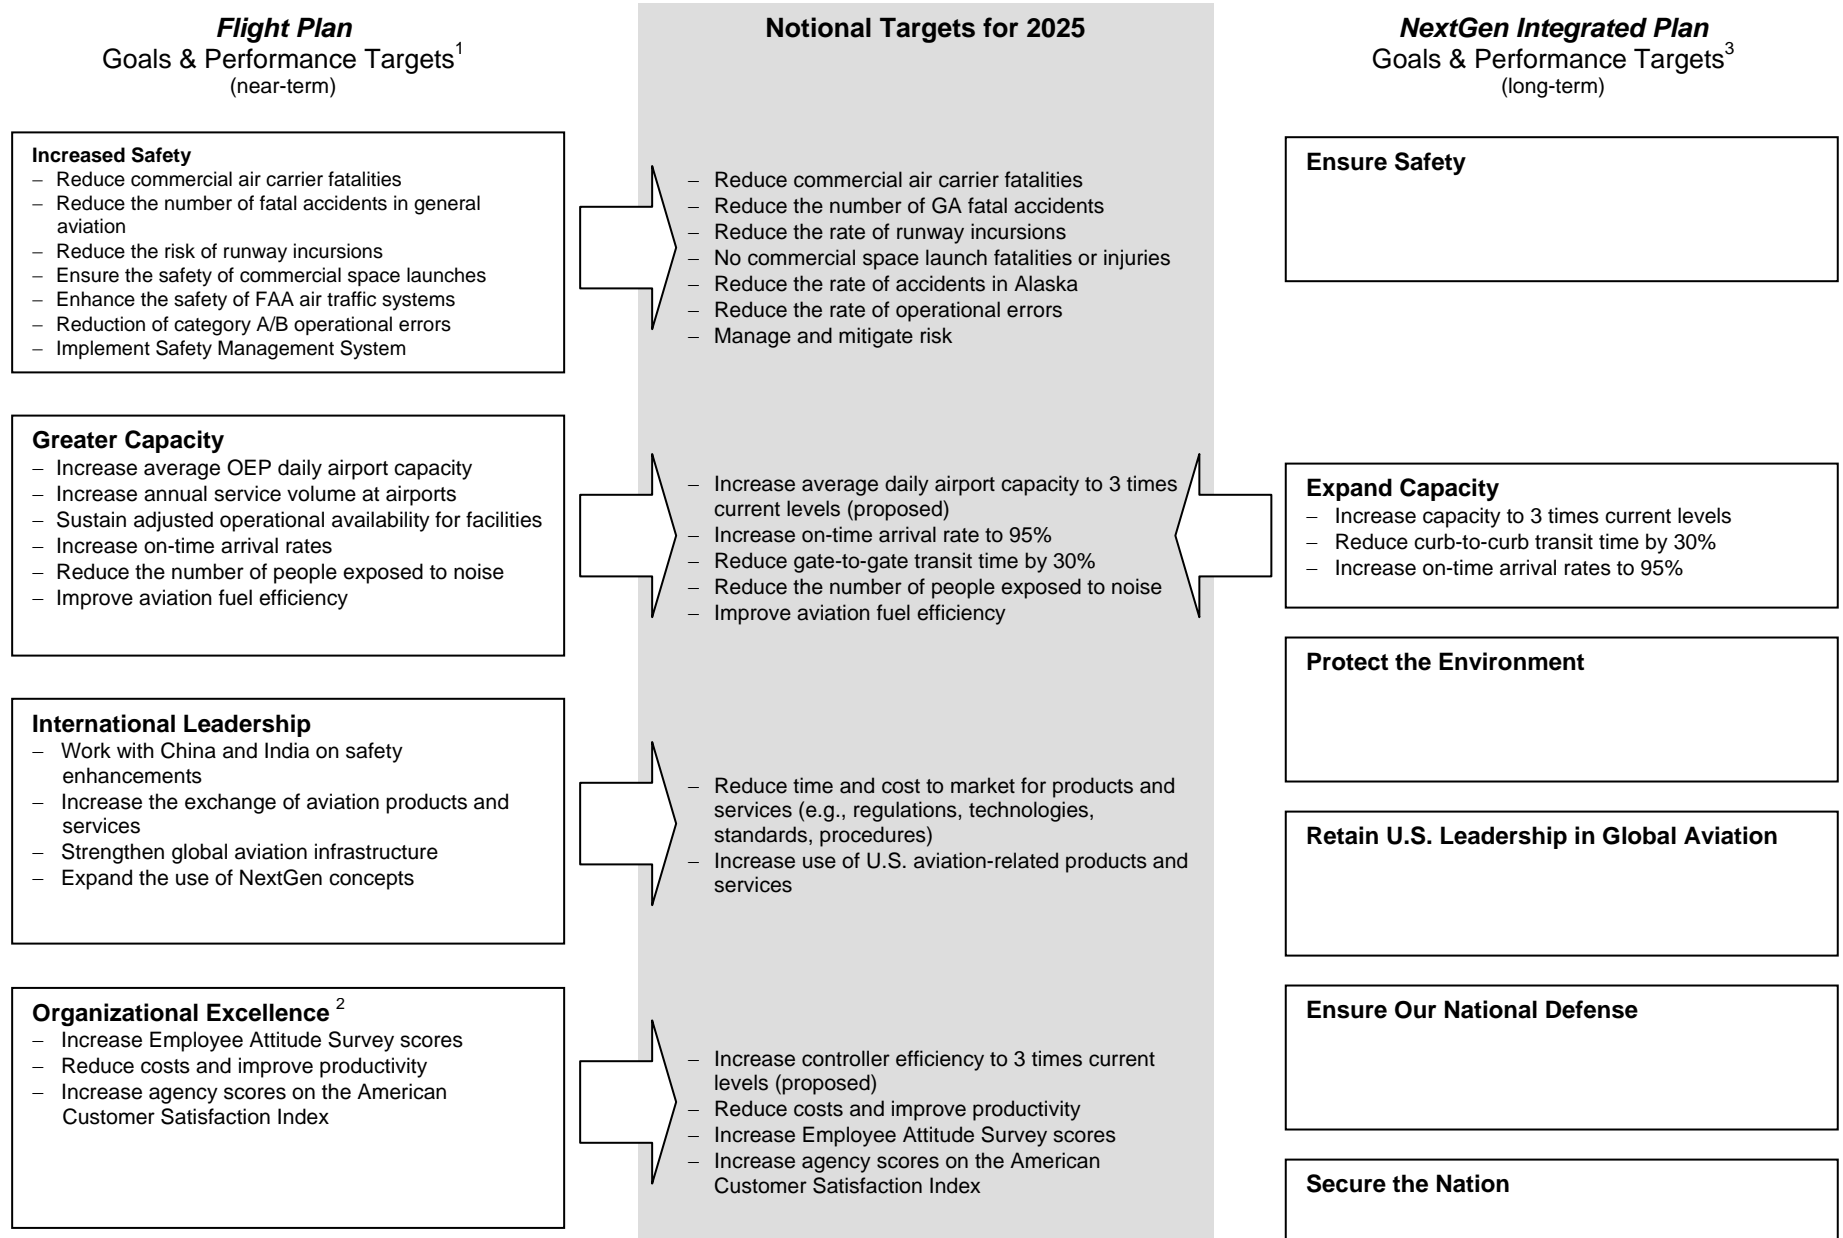 Flight Plan
Goals & Performance Targets1
(near-term)
Increased Safety
– Reduce commercial air carrier fatalities
– Reduce the number of fatal accidents in general
aviation
– Reduce the risk of runway incursions
– Ensure the safety of commercial space launches
– Enhance the safety of FAA air traffic systems
– Reduction of category A/B operational errors
– Implement Safety Management System
Greater Capacity
– Increase average OEP daily airport capacity
– Increase annual service volume at airports
– Sustain adjusted operational availability for facilities
– Increase on-time arrival rates
– Reduce the number of people exposed to noise
– Improve aviation fuel efficiency
International Leadership
– Work with China and India on safety
enhancements
– Increase the exchange of aviation products and
services
– Strengthen global aviation infrastructure
– Expand the use of NextGen concepts
Organizational Excellence 2
– Increase Employee Attitude Survey scores
– Reduce costs and improve productivity
– Increase agency scores on the American
Customer Satisfaction Index
Notional Targets for 2025
– Reduce commercial air carrier fatalities
– Reduce the number of GA fatal accidents
– Reduce the rate of runway incursions
– No commercial space launch fatalities or injuries
– Reduce the rate of accidents in Alaska
– Reduce the rate of operational errors
– Manage and mitigate risk
– Increase average daily airport capacity to 3 times
current levels (proposed)
– Increase on-time arrival rate to 95%
– Reduce gate-to-gate transit time by 30%
– Reduce the number of people exposed to noise
– Improve aviation fuel efficiency
– Reduce time and cost to market for products and
services (e.g., regulations, technologies,
standards, procedures)
– Increase use of U.S. aviation-related products and
services
– Increase controller efficiency to 3 times current
levels (proposed)
– Reduce costs and improve productivity
– Increase Employee Attitude Survey scores
– Increase agency scores on the American
Customer Satisfaction Index
NextGen Integrated Plan
Goals & Performance Targets3
(long-term)
Ensure Safety
Expand Capacity
– Increase capacity to 3 times current levels
– Reduce curb-to-curb transit time by 30%
– Increase on-time arrival rates to 95%
Protect the Environment
Retain U.S. Leadership in Global Aviation
Ensure Our National Defense
Secure the Nation